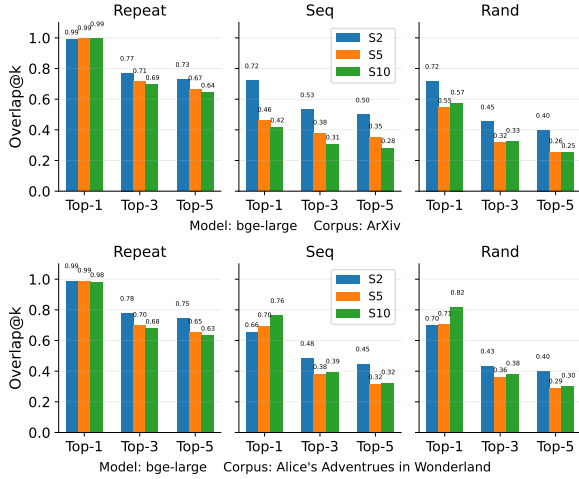 Repeat Seq Rand
Overlap@k
1.0
0.8
0.6
0.4
0.2
0.0
0.99 0.99 0.99
0.77 0.71 0.69
0.73 0.67 0.64
0.72 0.46 0.42
0.53 0.38 0.31
0.50 0.35 0.28
S2
S5
S10
0.72 0.55 0.57
0.45 0.32 0.33
0.40 0.26 0.25
Top-1 Top-3 Top-5 Top-1 Top-3 Top-5 Top-1 Top-3 Top-5
Model: bge-large Corpus: ArXiv
Repeat Seq Rand
Overlap@k
1.0
0.8
0.6
0.4
0.2
0.0
0.99 0.99 0.98
0.78 0.70 0.68
0.75 0.65 0.63
0.66 0.70 0.76
0.48 0.38 0.39
0.45 0.32 0.32
S2
S5
S10
0.70 0.71 0.82
0.43 0.36 0.38
0.40 0.29 0.30
Top-1 Top-3 Top-5 Top-1 Top-3 Top-5 Top-1 Top-3 Top-5
Model: bge-large Corpus: Alice's Adventrues in Wonderland